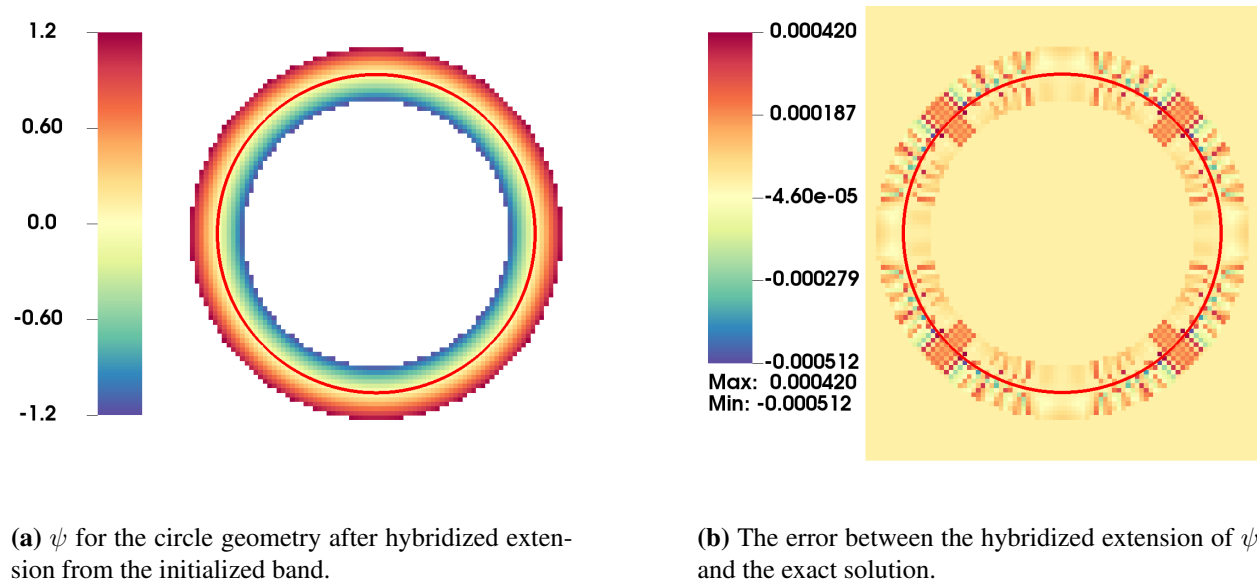 1.2
0.60
0.0
-0.60
-1.2
0.000420
0.000187
-4.60e-05
-0.000279
-0.000512
Max: 0.000420
Min: -0.000512
(a) ψ for the circle geometry after hybridized exten-
sion from the initialized band.
(b) The error between the hybridized extension of ψ
and the exact solution.